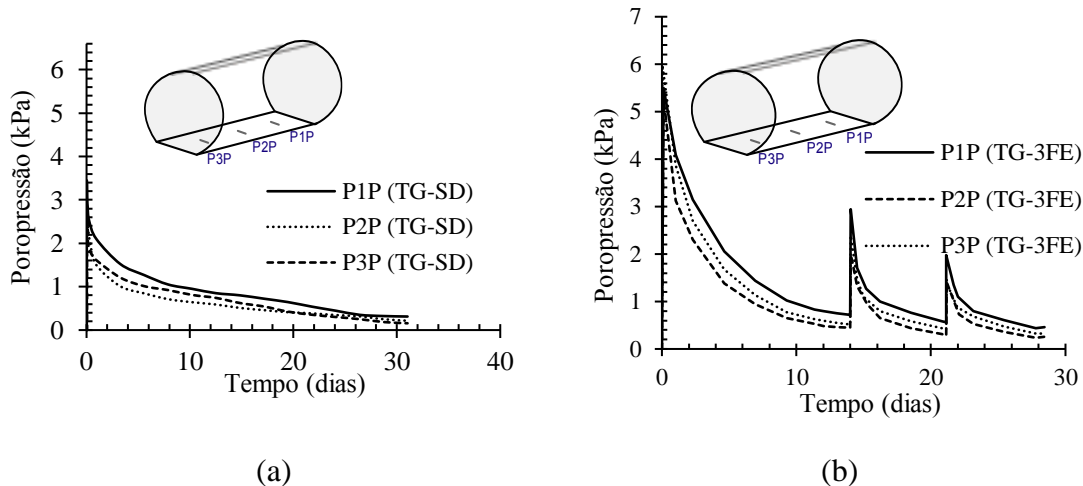 6
5
4
3
2
1
0
Poropressão (kPa)
P3P
P2P
P1P
P1P (TG-SD)
P2P (TG-SD)
P3P (TG-SD)
0 10 20 30 40
Tempo (dias)
(a)
7
6
5
4
3
2
1
0
Poropressão (kPa)
P3P
P2P
P1P
P1P (TG-3FE)
P2P (TG-3FE)
P3P (TG-3FE)
0 10 20 30
Tempo (dias)
(b)